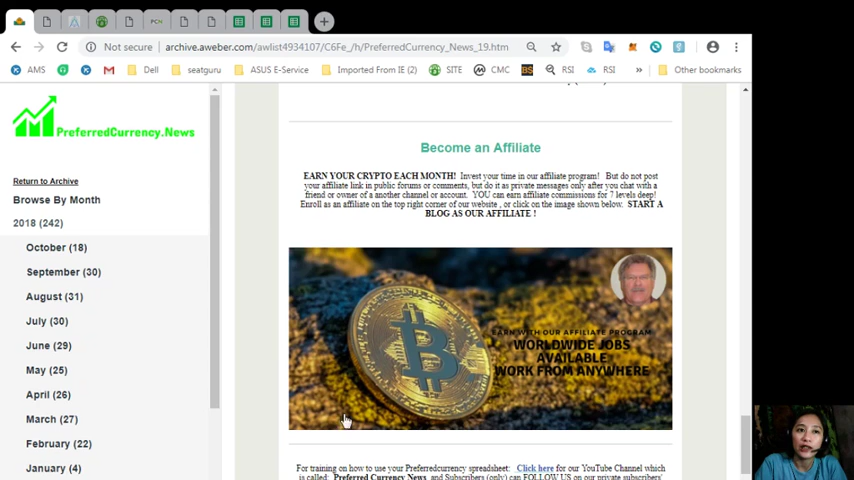 Not secure | archive.aweber.com/awlist4934107/C6Fe_/h/PreferredCurrency_News_19.htm
AMS
Dell
seatguru
ASUS E-Service
Imported From IE (2)
SITE
CMC
RSI
RSI
»
Other bookmarks
PreferredCurrency.News
Return to Archive
Browse By Month
2018 (242)
October (18)
September (30)
August (31)
July (30)
June (29)
May (25)
April (26)
March (27)
February (22)
January (4)
Become an Affiliate
EARN YOUR CRYPTO EACH MONTH! Invest your time in our affiliate program! But do not post
your affiliate link in public forums or comments, but do it as private messages only after you chat with a
friend or owner of a another channel or account. YOU can earn affiliate commissions for 7 levels deep!
Enroll as an affiliate on the top right corner of our website , or click on the image shown below. START A
BLOG AS OUR AFFILIATE !
EARN WITH OUR AFFILIATE PROGRAM
WORLDWIDE JOBS
AVAILABLE
WORK FROM ANYWHERE
For training on how to use your Preferredcurrency spreadsheet: Click here for our YouTube Channel which
is called: Preferred Currency News, and Subscribers (only) can FOLLOW US on our private subscribers'